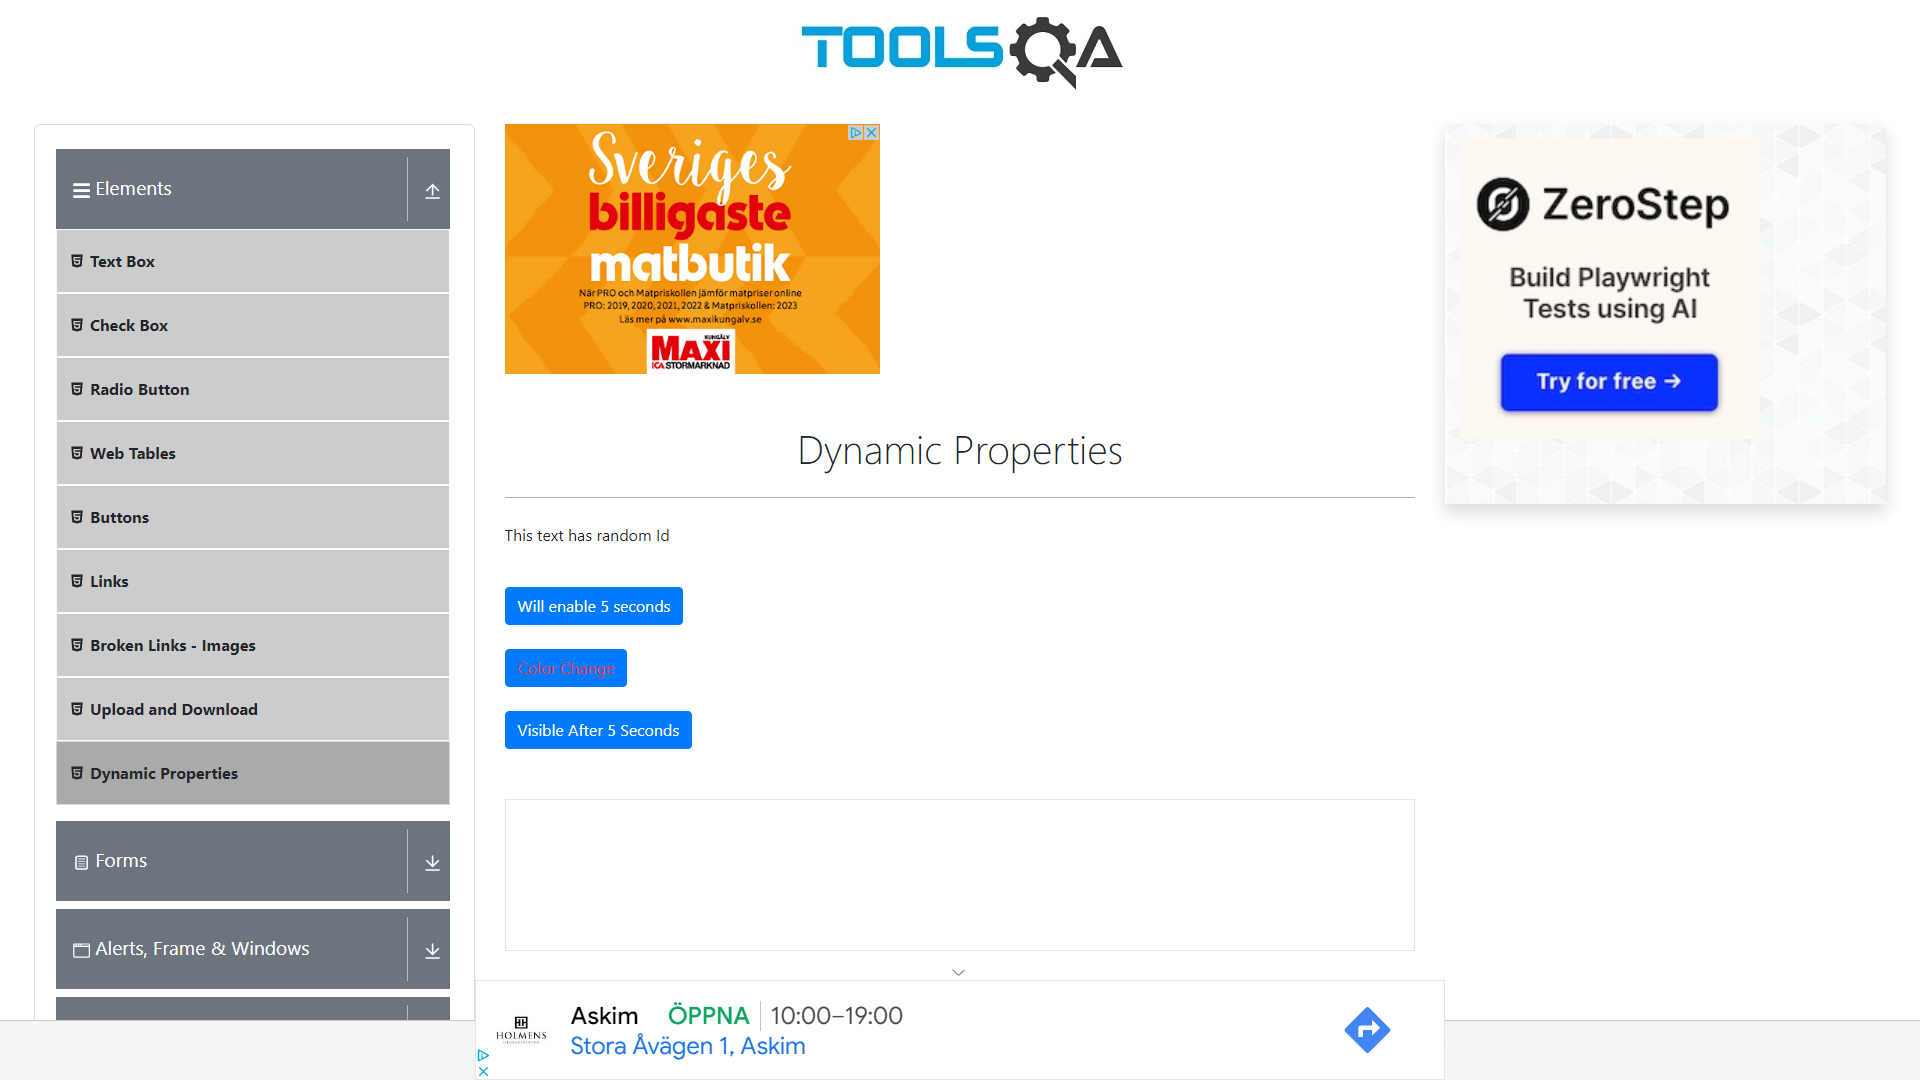 TOOLSQA
Elements
Text Box
Check Box
Radio Button
Web Tables
Buttons
Links
Broken Links - Images
Upload and Download
Dynamic Properties
Forms
Alerts, Frame & Windows
Sveriges
billigaste
matbutik
När PRO och Matpriskollen jämför matpriser online
PRO: 2019, 2020, 2021, 2022 & Matpriskollen: 2023
Läs mer på www.maxikungalv.se
KUNGÄLV
MAXI
ICA STORMARKNAD
Dynamic Properties
This text has random Id
Will enable 5 seconds
Color Change
Visible After 5 Seconds
ZeroStep
Build Playwright
Tests using AI
Try for free →
HOLMENS
Askim ÖPPNA 10:00–19:00
Stora Åvägen 1, Askim